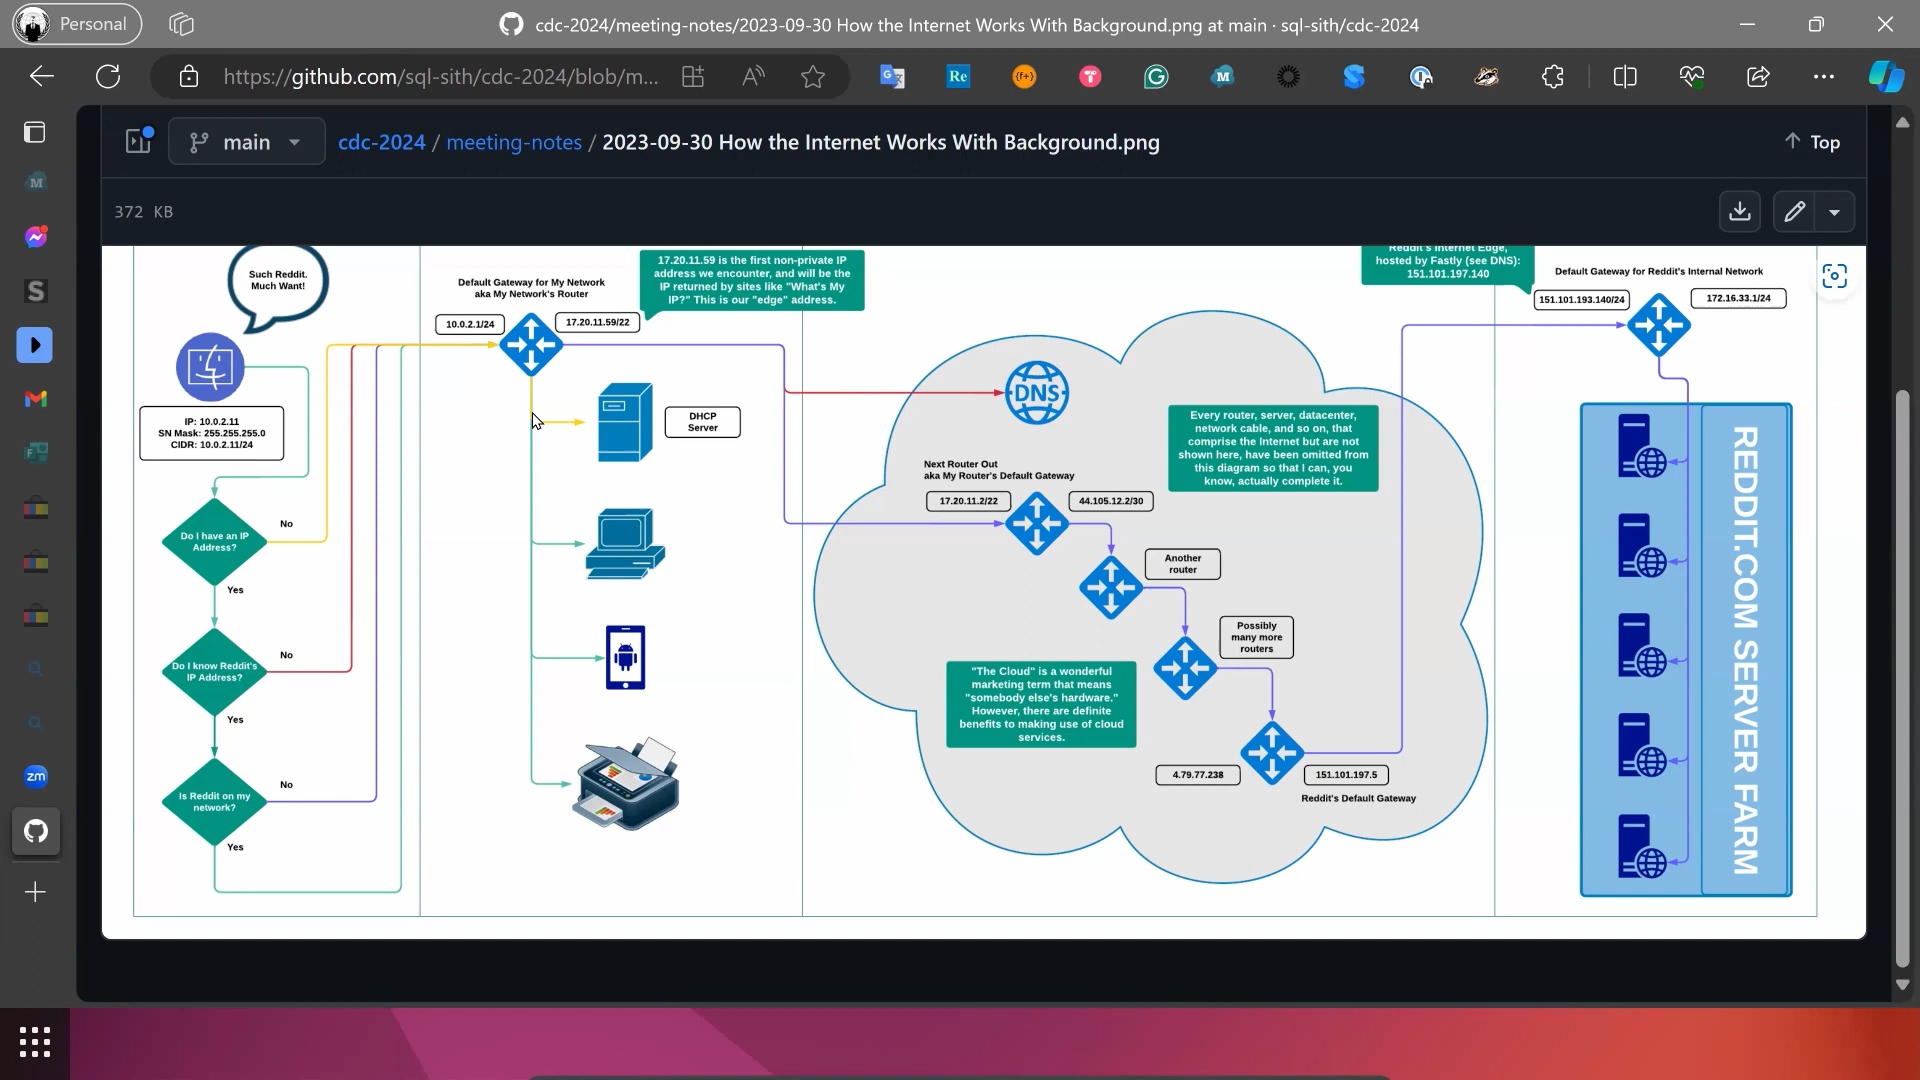 Personal
cdc-2024/meeting-notes/2023-09-30 How the Internet Works With Background.png at main · sql-sith/cdc-2024
https://github.com/sql-sith/cdc-2024/blob/m...
main
cdc-2024 / meeting-notes / 2023-09-30 How the Internet Works With Background.png
Top
372 KB
Such Reddit.
Much Want!
IP: 10.0.2.11
SN Mask: 255.255.255.0
CIDR: 10.0.2.11/24
Do I have an IP
Address?
No
Yes
Do I know Reddit's
IP Address?
No
Yes
Is Reddit on my
network?
No
Yes
Default Gateway for My Network
aka My Network's Router
10.0.2.1/24
17.20.11.59/22
17.20.11.59 is the first non-private IP
address we encounter, and will be the
IP returned by sites like "What's My
IP?" This is our "edge" address.
DHCP
Server
DNS
Next Router Out
aka My Router's Default Gateway
17.20.11.2/22
44.105.12.2/30
Another
router
Possibly
many more
routers
Every router, server, datacenter,
network cable, and so on, that
comprise the Internet but are not
shown here, have been omitted from
this diagram so that I can, you
know, actually complete it.
"The Cloud" is a wonderful
marketing term that means
"somebody else's hardware."
However, there are definite
benefits to making use of cloud
services.
4.79.77.238
151.101.197.5
Reddit's Default Gateway
Reddit's Internet Edge,
hosted by Fastly (see DNS):
151.101.197.140
Default Gateway for Reddit's Internal Network
151.101.193.140/24
172.16.33.1/24
REDDIT.COM SERVER FARM
Re
{f+}
T
G
M
S
M
S
F
zm